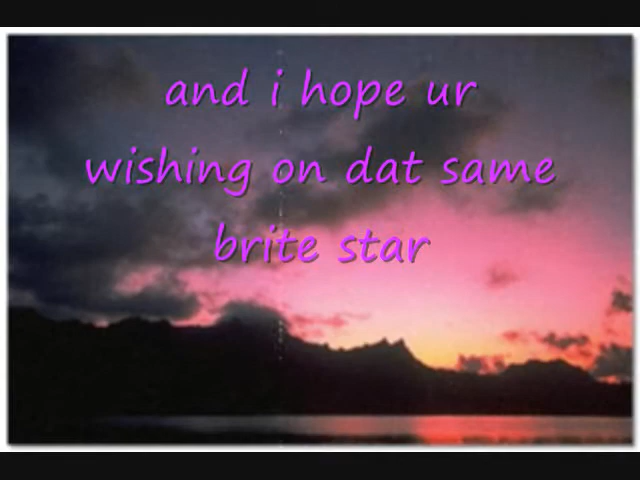 and i hope ur
wishing on dat same
brite star